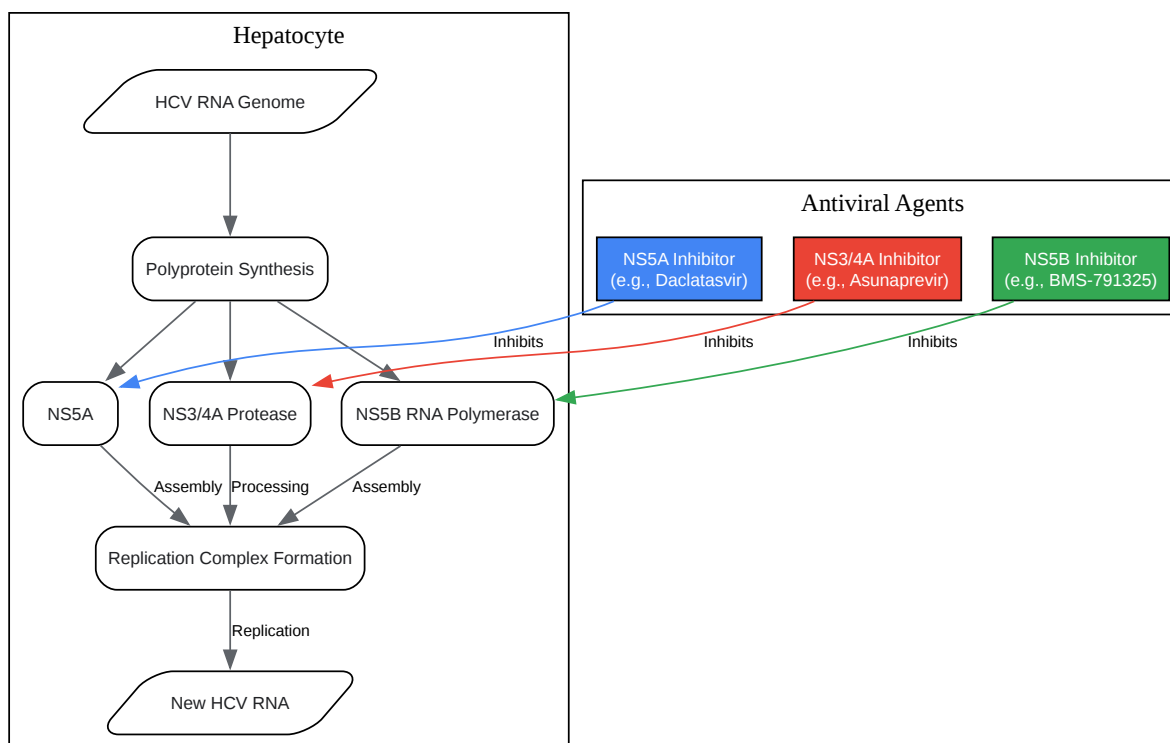 Hepatocyte
HCV RNA Genome
Antiviral Agents
NS5A Inhibitor
(e.g., Daclatasvir)
NS3/4A Inhibitor
(e.g., Asunaprevir)
NS5B Inhibitor
(e.g., BMS-791325)
Polyprotein Synthesis
Inhibits
Inhibits
Inhibits
NS5A
NS3/4A Protease
NS5B RNA Polymerase
Assembly
Processing
Assembly
Replication Complex Formation
Replication
New HCV RNA